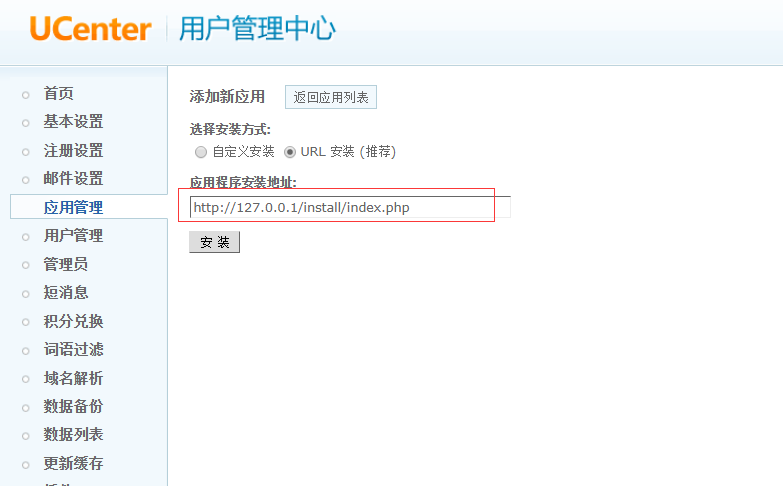 UCenter 用户管理中心
首页
基本设置
注册设置
邮件设置
应用管理
用户管理
管理员
短消息
积分兑换
词语过滤
域名解析
数据备份
数据列表
更新缓存
添加新应用 返回应用列表
选择安装方式:
自定义安装 URL 安装 (推荐)
应用程序安装地址:
http://127.0.0.1/install/index.php
安 装